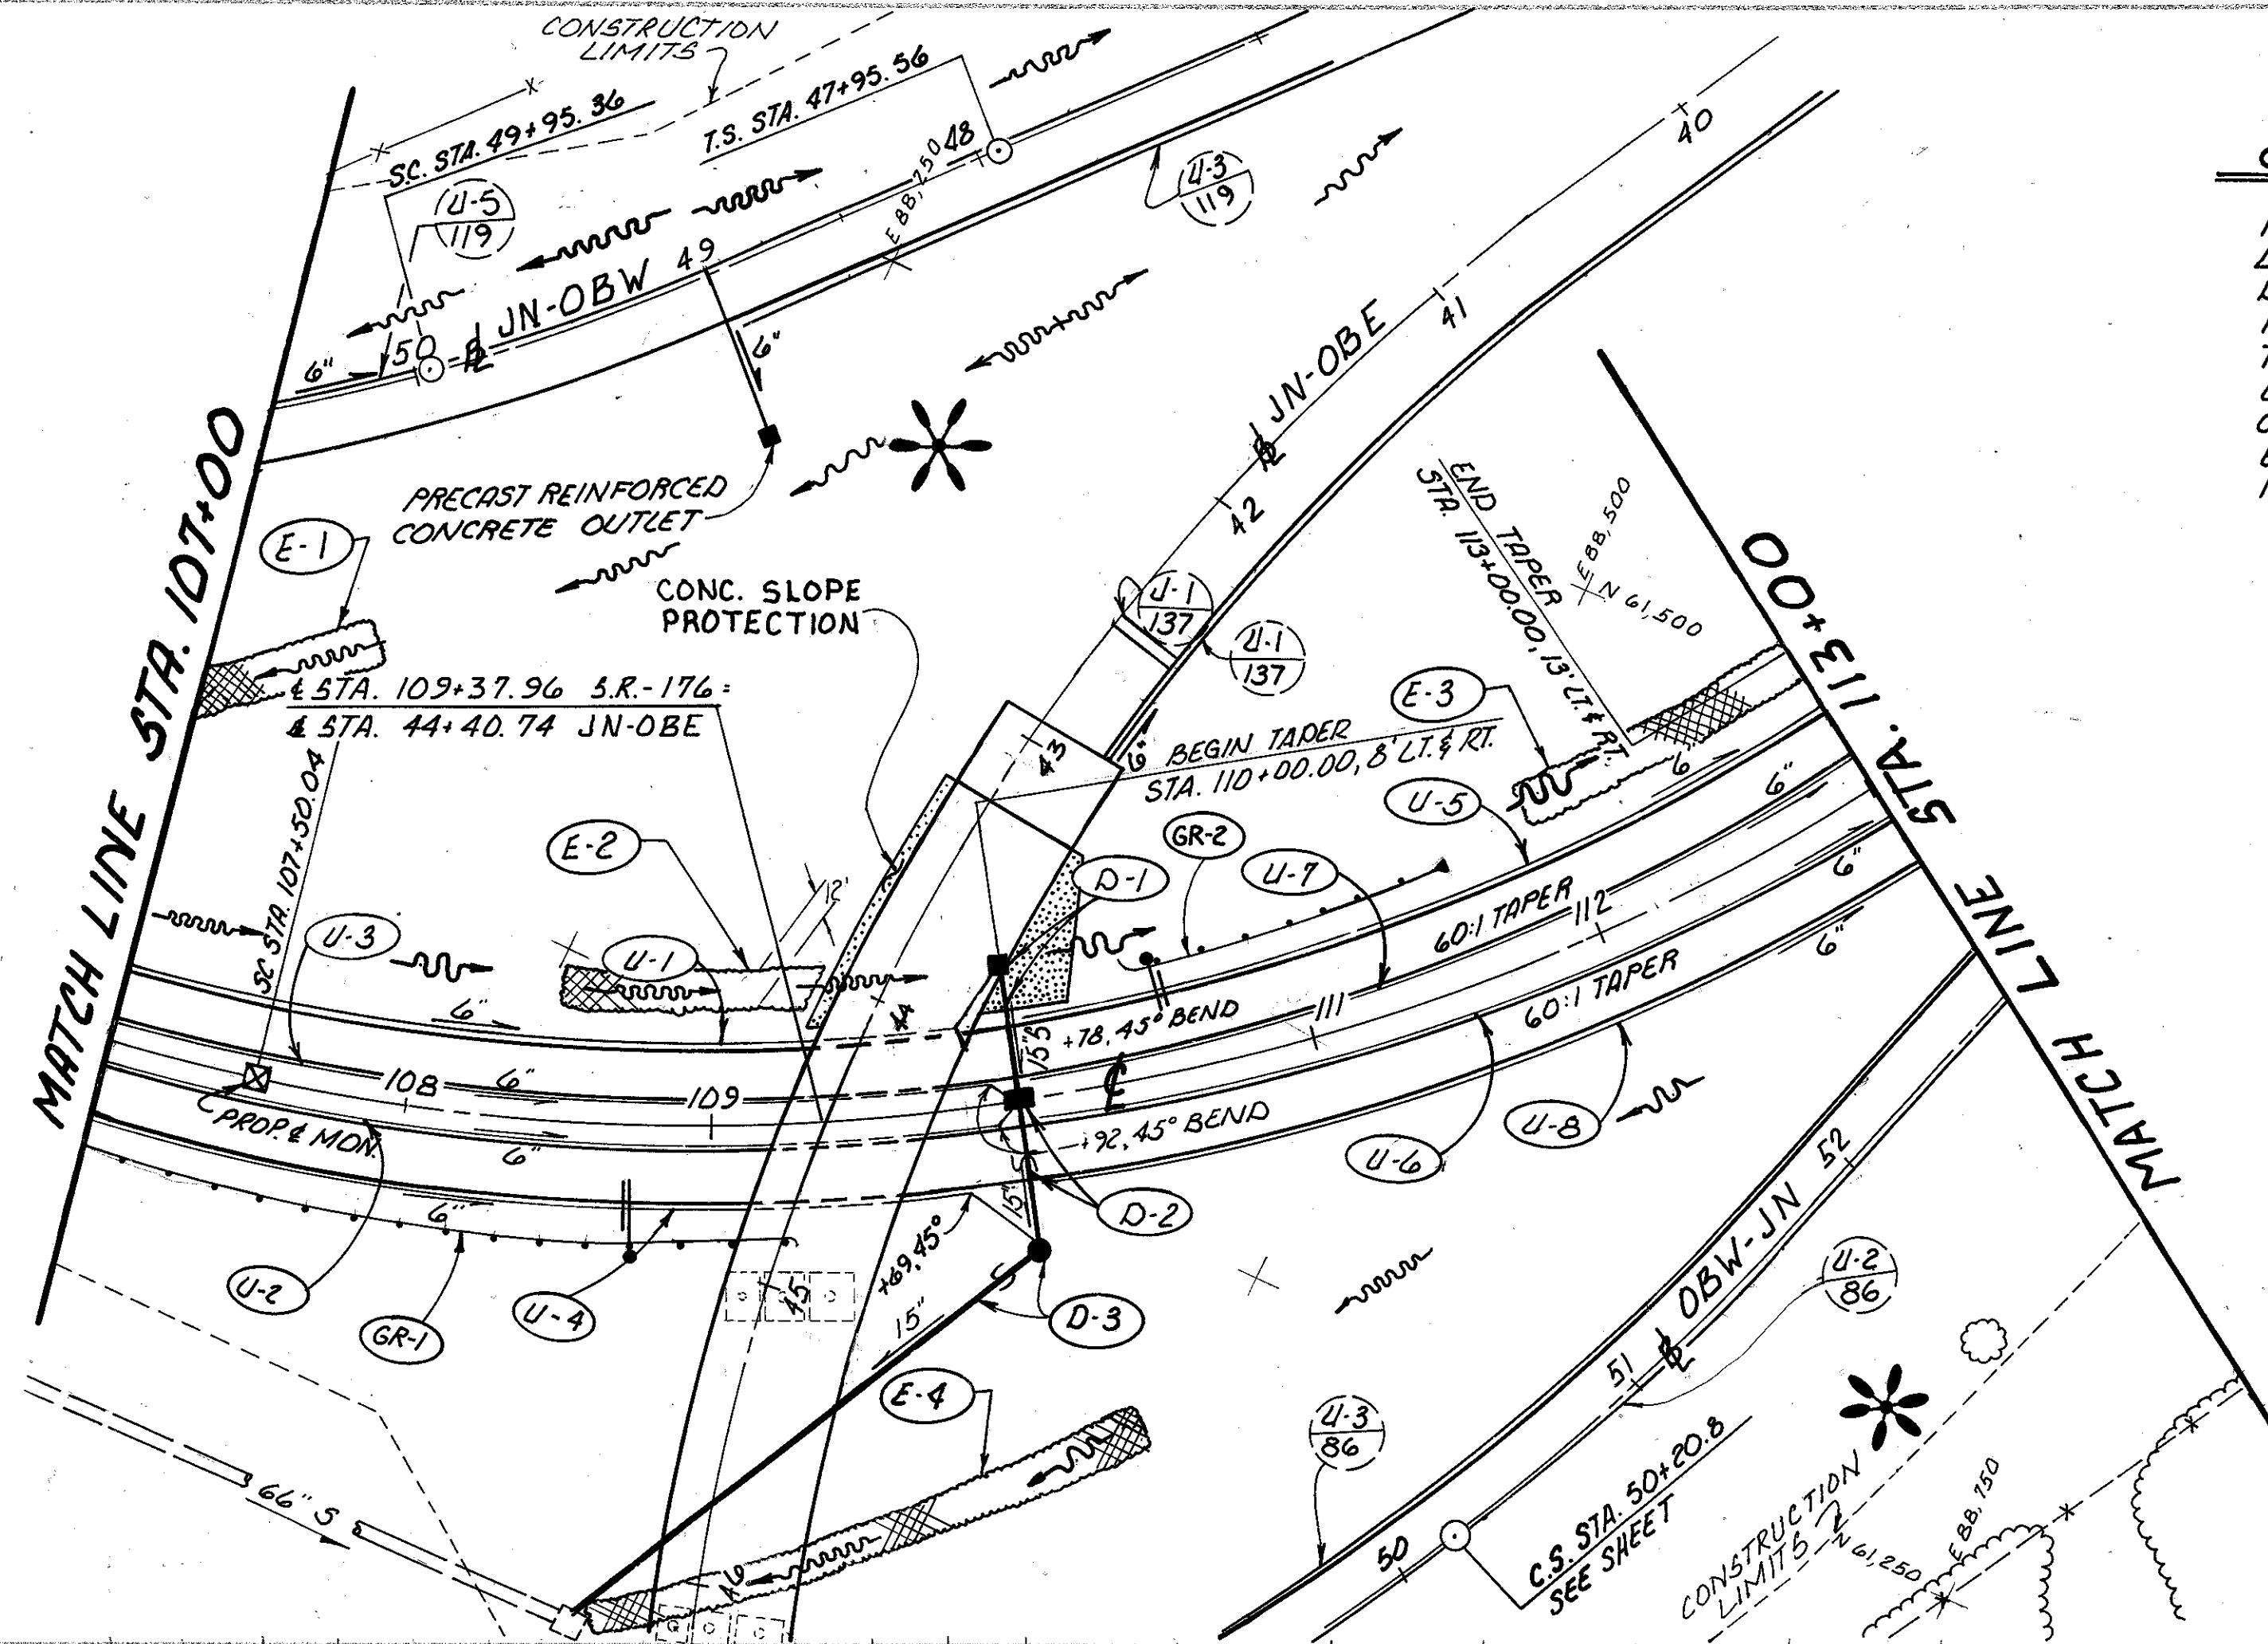 CONSTRUCTION
LIMITS
S.C. STA. 49+95.36
T.S. STA. 47+95.56
48
E 88,250
U-5
119
U-3
119
40
JN-OBW
49
50
6"
6"
41
JN-OBE
42
MATCH LINE STA. 107+00
PRECAST REINFORCED
CONCRETE OUTLET
E-1
CONC. SLOPE
PROTECTION
J-1
137
U-1
137
END TAPER
STA. 113+00.00, 13' LT. & RT.
E 88,500
N 61,500
MATCH LINE STA. 113+00
℄ STA. 109+37.96 S.R.-176 =
STA. 44+40.74 JN-OBE
43
6"
BEGIN TAPER
STA. 110+00.00, 8' LT. & RT.
E-3
U-5
6"
6"
6"
6"
SC STA. 107+50.04
E-2
12'
D-1
GR-2
U-7
60:1 TAPER
112
U-3
U-1
6"
44
15"S
+78, 45° BEND
111
60:1 TAPER
108
6"
109
℄
PROP. ℄ MON.
6"
+92, 45° BEND
U-6
U-8
D-2
15"S
6"
U-2
GR-1
U-4
45
+69, 45°
15" S
D-3
52
OBW-JN
51
U-2
86
E-4
U-3
86
66" S
46
50
C.S. STA. 50+20.8
SEE SHEET
CONSTRUCTION
LIMITS
N 61,250
E 88,750